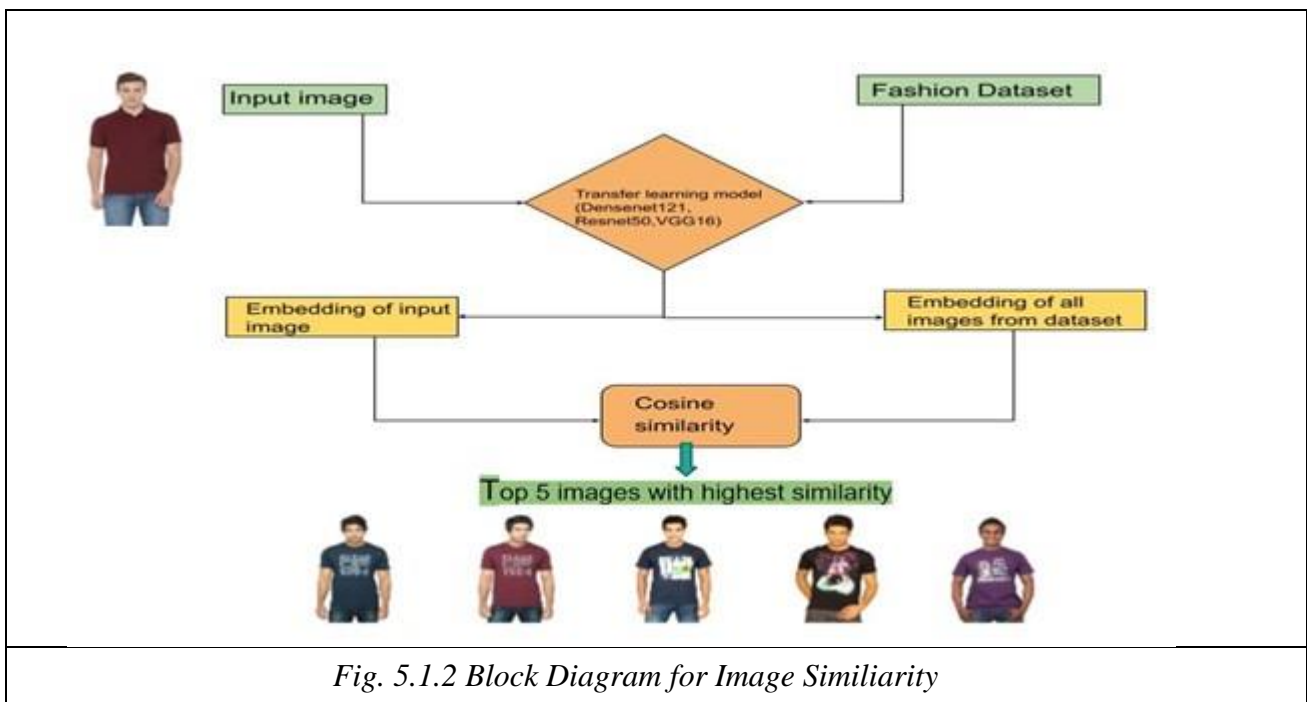 Input image
Fashion Dataset
Transfer learning model
(Densenet121,
Resnet50,VGG16)
Embedding of input
image
Embedding of all
images from dataset
Cosine
similarity
Top 5 images with highest similarity
Fig. 5.1.2 Block Diagram for Image Similiarity